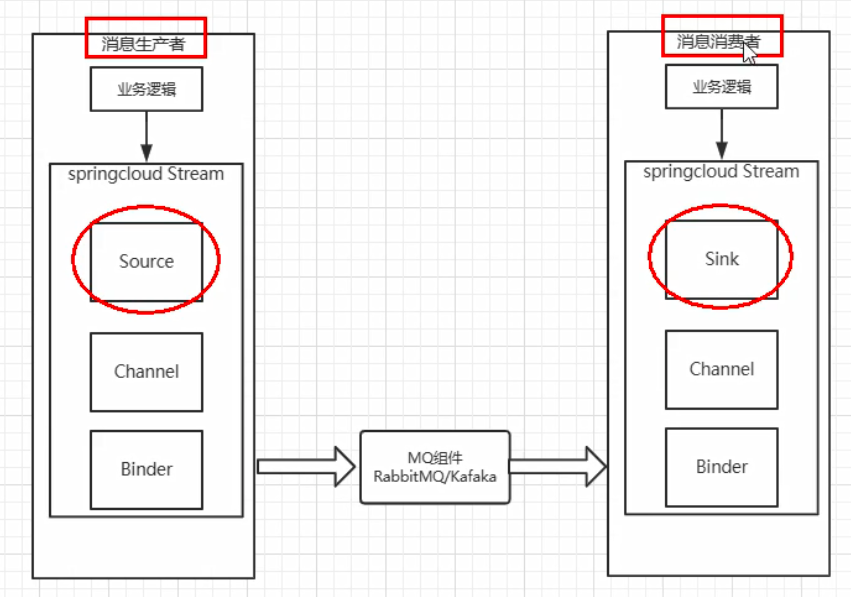 消息生产者
业务逻辑
springcloud Stream
Source
Channel
Binder
MQ组件
RabbitMQ/Kafaka
消息消费者
业务逻辑
springcloud Stream
Sink
Channel
Binder